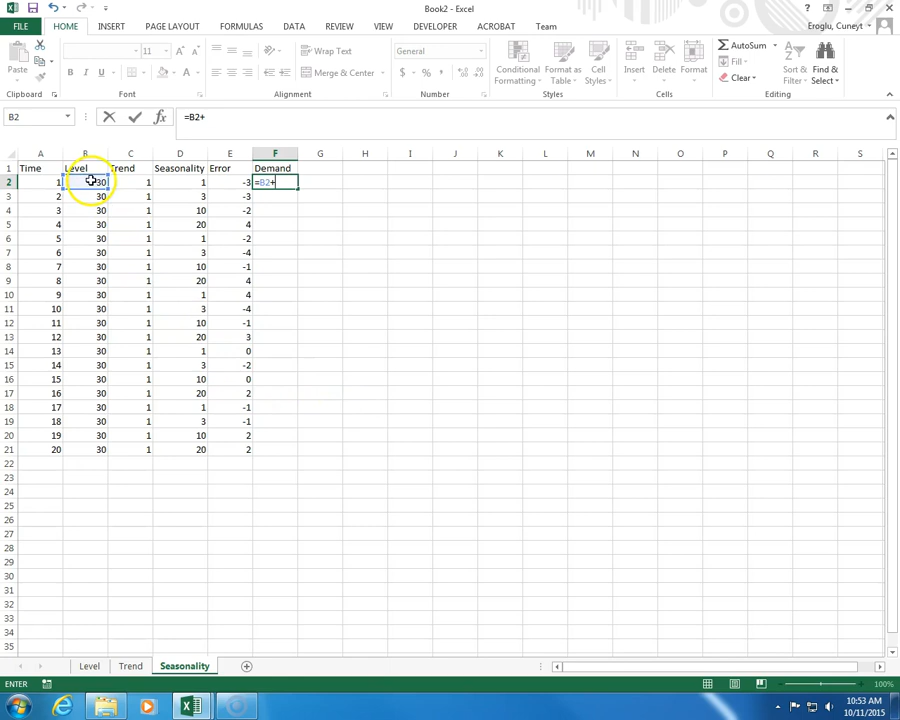 Book2 - Excel
FILE HOME INSERT PAGE LAYOUT FORMULAS DATA REVIEW VIEW DEVELOPER ACROBAT Team Eroglu, Cuneyt
Paste 11 Wrap Text General AutoSum
Fill
B I U Merge & Center $ % , Conditional Formatting Format as Table Cell Styles Insert Delete Format Clear Sort & Filter Find & Select
Clipboard Font Alignment Number Styles Cells Editing
B2 fx =B2+
A B C D E F G H I J K L M N O P Q R S
1 Time Level Trend Seasonality Error Demand
2 1 30 1 1 -3 =B2+
3 2 30 1 3 -3
4 3 30 1 10 -2
5 4 30 1 20 4
6 5 30 1 1 -2
7 6 30 1 3 -4
8 7 30 1 10 -1
9 8 30 1 20 4
10 9 30 1 1 4
11 10 30 1 3 -4
12 11 30 1 10 -1
13 12 30 1 20 3
14 13 30 1 1 0
15 14 30 1 3 -2
16 15 30 1 10 0
17 16 30 1 20 2
18 17 30 1 1 -1
19 18 30 1 3 -1
20 19 30 1 10 2
21 20 30 1 20 2
22
23
24
25
26
27
28
29
30
31
32
33
34
35
Level Trend Seasonality
ENTER 100%
10:53 AM
10/11/2015